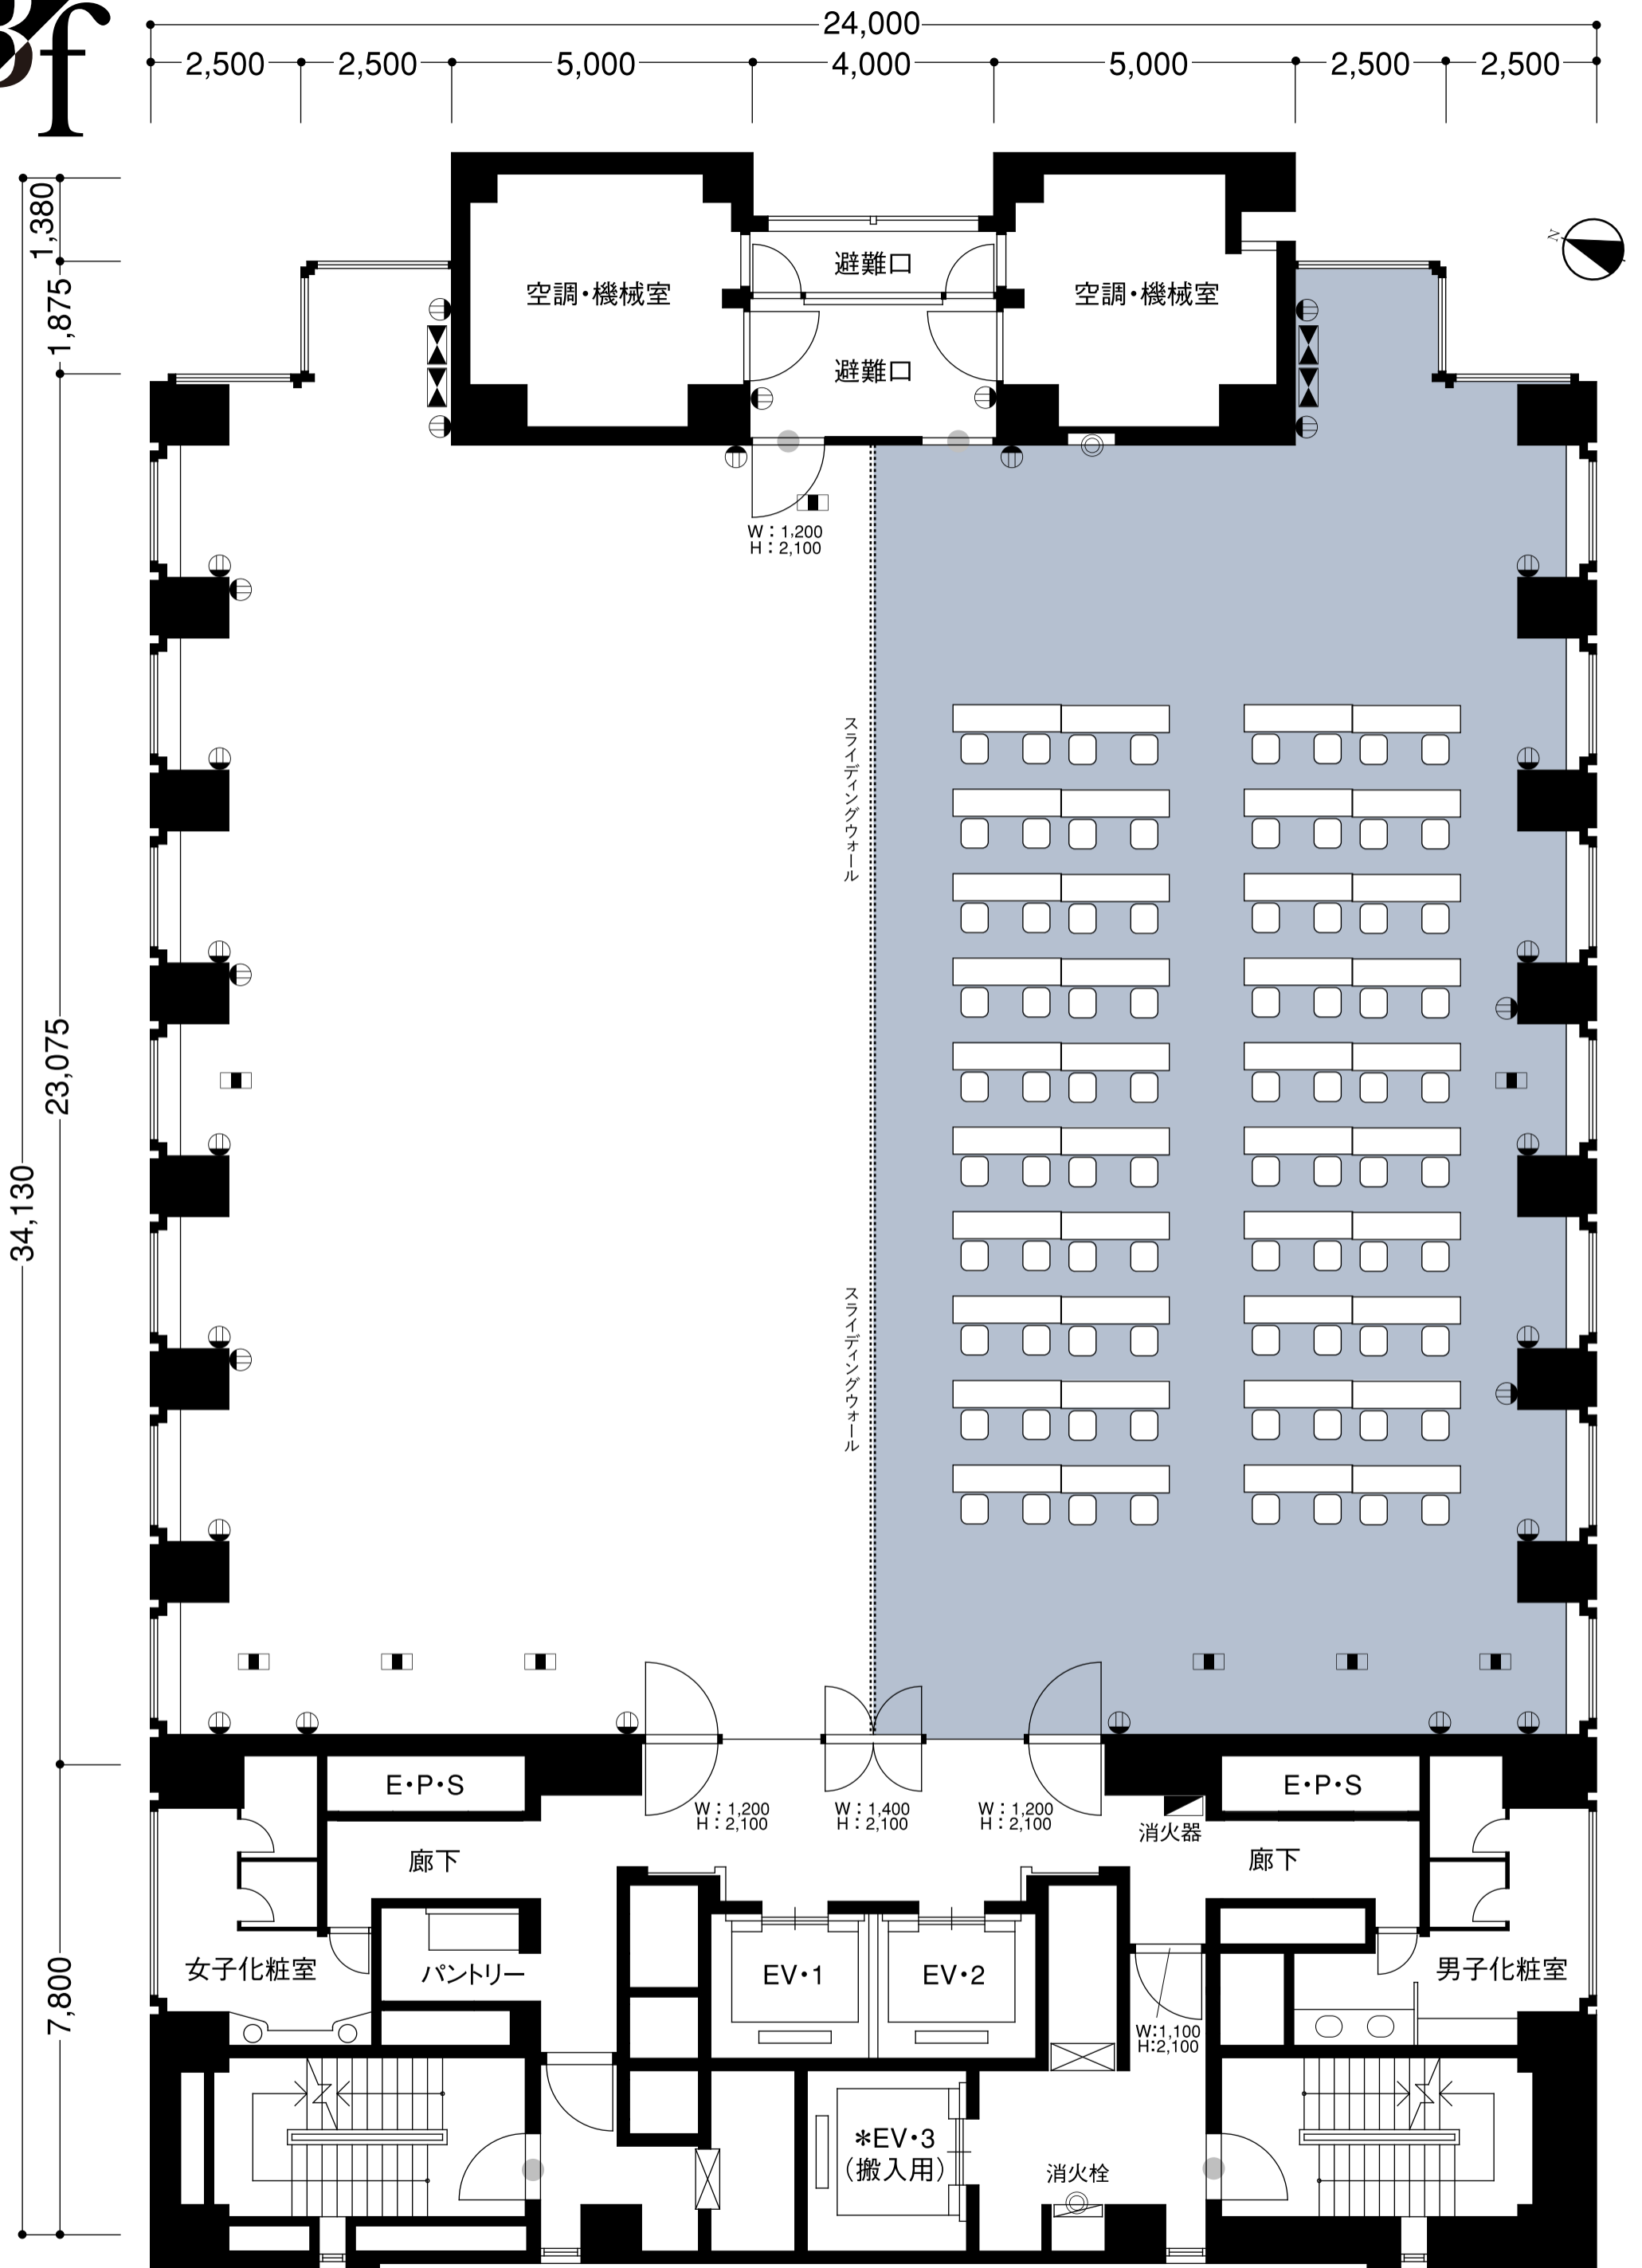 3f
24,000
2,500 2,500 5,000 4,000 5,000 2,500 2,500
34,130
1,380
1,875
23,075
7,800
N
空調・機械室
避難口
空調・機械室
避難口
W：1,200
H：2,100
スライディングウォール
スライディングウォール
E・P・S
E・P・S
W：1,200
H：2,100
W：1,400
H：2,100
W：1,200
H：2,100
消火器
廊下
廊下
女子化粧室
パントリー
EV・1
EV・2
男子化粧室
W：1,100
H：2,100
＊EV・3
（搬入用）
消火栓